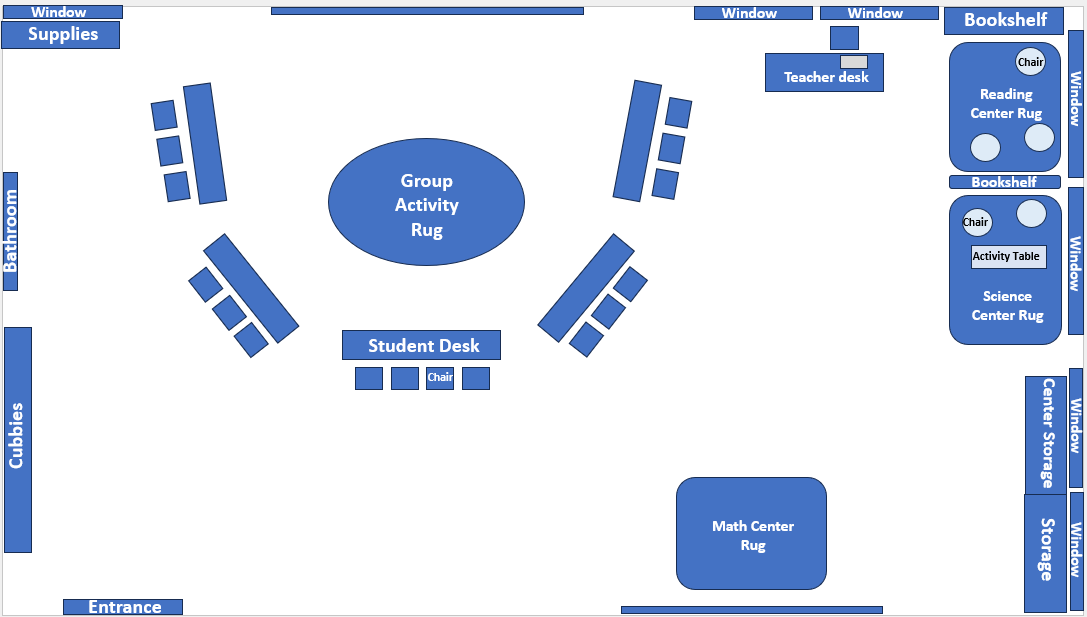 Window
Supplies
Window
Window
Bookshelf
Teacher desk
Chair
Reading
Center Rug
Window
Bookshelf
Group
Activity
Rug
Bathroom
Chair
Activity Table
Science
Center Rug
Window
Student Desk
Chair
Cubbies
Center Storage
Window
Math Center
Rug
Storage
Window
Entrance